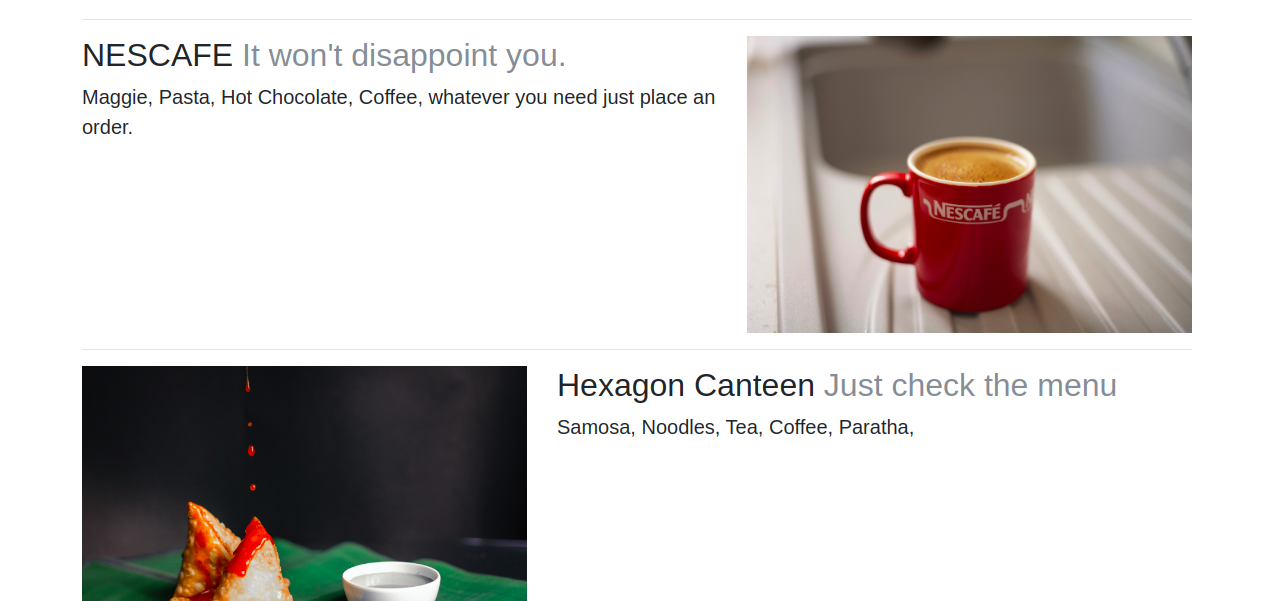 NESCAFE It won't disappoint you.
Maggie, Pasta, Hot Chocolate, Coffee, whatever you need just place an
order.
NESCAFÉ
Hexagon Canteen Just check the menu
Samosa, Noodles, Tea, Coffee, Paratha,